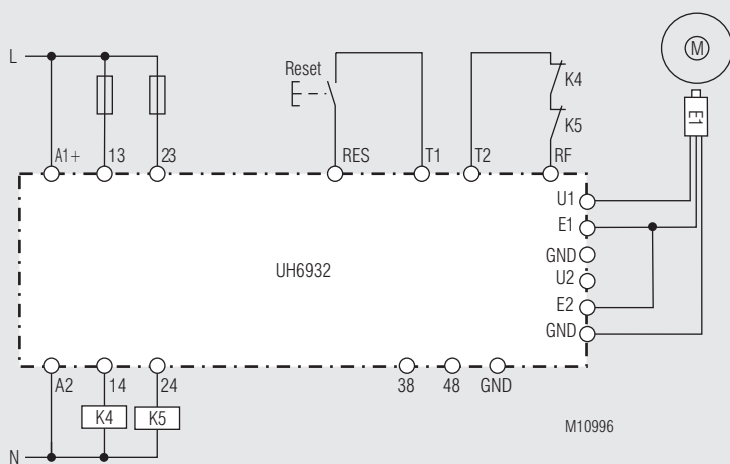 L
Reset
K4
K5
M
E1
A1+
13
23
RES
T1
T2
RF
U1
E1
GND
U2
E2
GND
UH6932
A2
14
24
38
48
GND
K4
K5
M10996
N